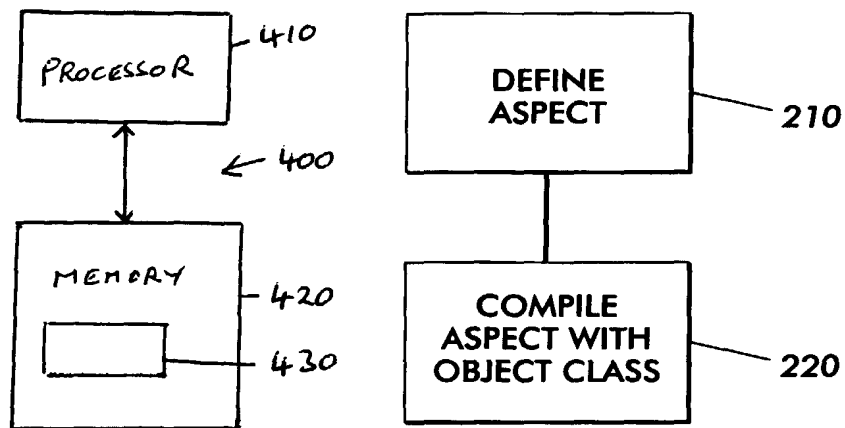 PROCESSOR
410
400
MEMORY
420
430
DEFINE
ASPECT
210
COMPILE
ASPECT WITH
OBJECT CLASS
220